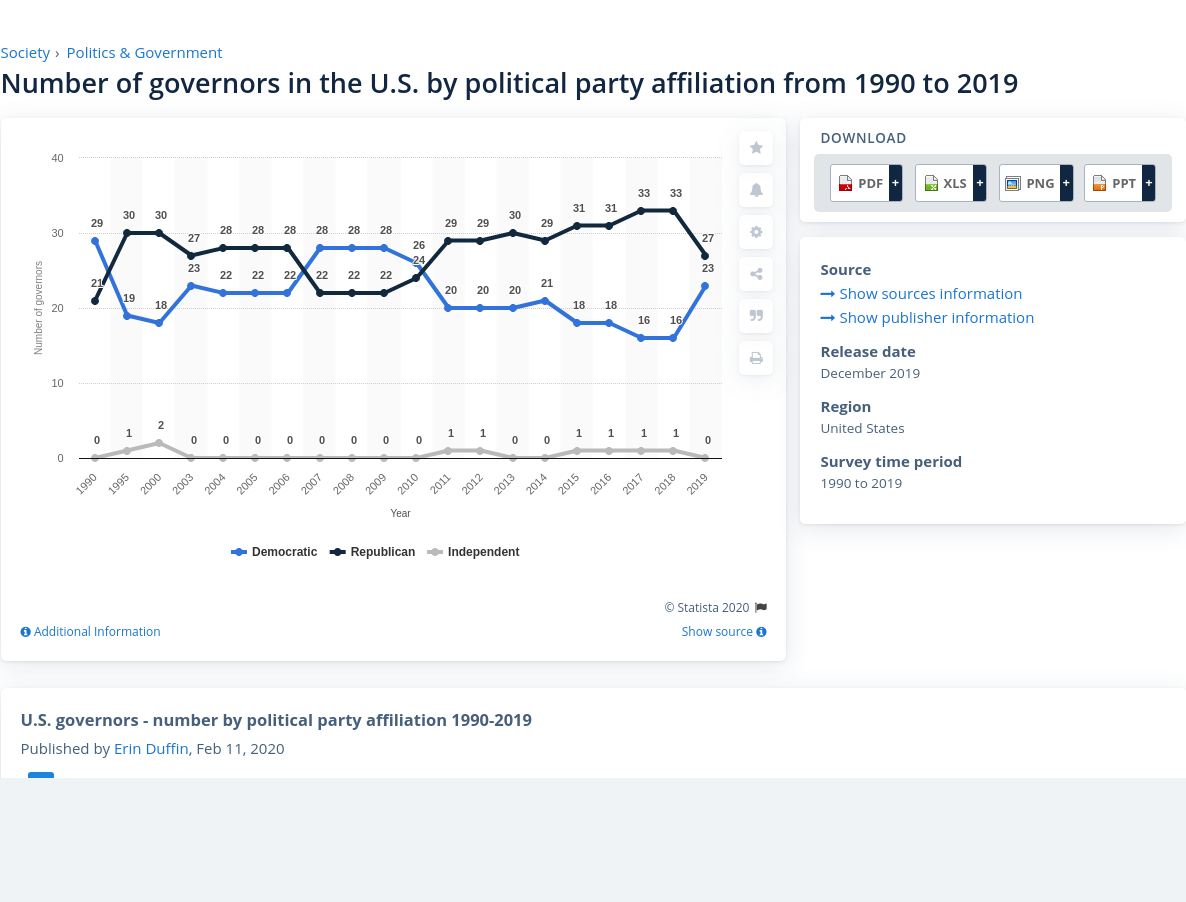 Society › Politics & Government
Number of governors in the U.S. by political party affiliation from 1990 to 2019
40
30
20
10
0
Number of governors
29 19 18 23 22 22 22 28 28 28 26 20 20 20 21 18 18 16 16 23
21 30 30 27 28 28 28 22 22 22 24 29 29 30 29 31 31 33 33 27
0 1 2 0 0 0 0 0 0 0 0 1 1 0 0 1 1 1 1 0
1990 1995 2000 2003 2004 2005 2006 2007 2008 2009 2010 2011 2012 2013 2014 2015 2016 2017 2018 2019
Year
Democratic Republican Independent
© Statista 2020
Additional Information
Show source
DOWNLOAD
PDF + XLS + PNG + PPT +
Source
Show sources information
Show publisher information
Release date
December 2019
Region
United States
Survey time period
1990 to 2019
U.S. governors - number by political party affiliation 1990-2019
Published by Erin Duffin, Feb 11, 2020